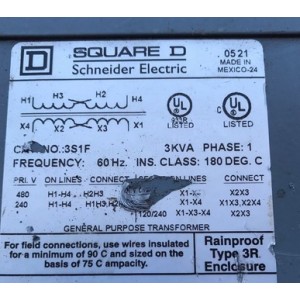 D SQUARE D
Schneider Electric
0521
MADE IN
MEXICO-24
H1 H3 H2 H4
X4 X2 X3 X1
UL
LISTED
UL
LISTED
NO. 3S1F 3KVA PHASE: 1
FREQUENCY: 60 Hz. INS. CLASS: 180 DEG. C
PRI. V ON LINES CONNECT ON LINES CONNECT
480 H1-H4 H2H3 X2X3
240 H1-H4 X1-X4 X1X3,X2X4
120/240 X1-X3-X4 X2X3
GENERAL PURPOSE TRANSFORMER
For field connections, use wires insulated
for a minimum of 90 C and sized on the
basis of 75 C ampacity.
Rainproof
Type 3R
Enclosure